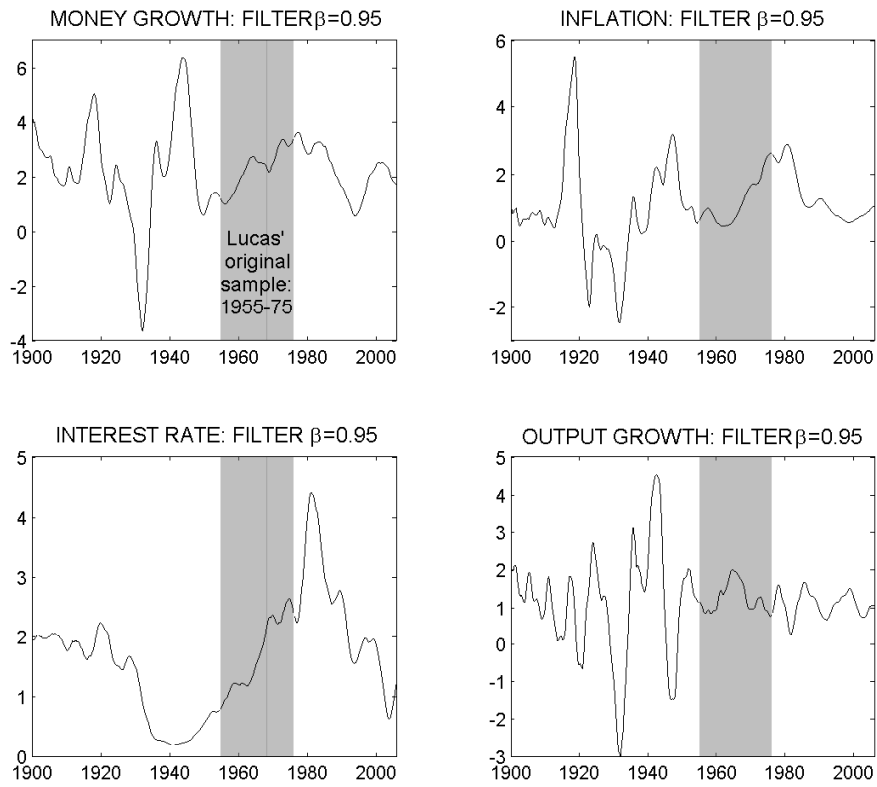 MONEY GROWTH: FILTERβ=0.95
6
4
2
0
-2
-4
Lucas'
original
sample:
1955-75
1900 1920 1940 1960 1980 2000
INFLATION: FILTER β=0.95
6
4
2
0
-2
-4
1900 1920 1940 1960 1980 2000
INTEREST RATE: FILTER β=0.95
5
4
3
2
1
0
1900 1920 1940 1960 1980 2000
OUTPUT GROWTH: FILTERβ=0.95
5
4
3
2
1
0
-1
-2
-3
1900 1920 1940 1960 1980 2000